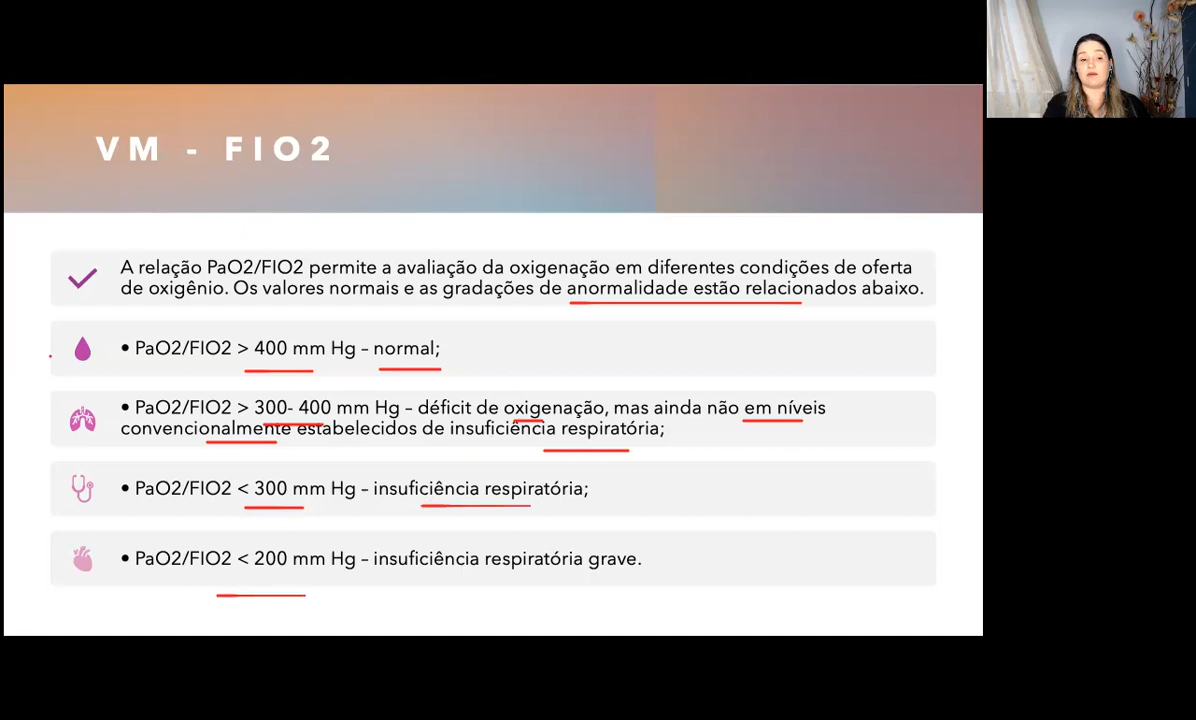 VM - FIO2
A relação PaO2/FIO2 permite a avaliação da oxigenação em diferentes condições de oferta
de oxigênio. Os valores normais e as gradações de anormalidade estão relacionados abaixo.
• PaO2/FIO2 > 400 mm Hg – normal;
• PaO2/FIO2 > 300- 400 mm Hg – déficit de oxigenação, mas ainda não em níveis
convencionalmente estabelecidos de insuficiência respiratória;
• PaO2/FIO2 < 300 mm Hg – insuficiência respiratória;
• PaO2/FIO2 < 200 mm Hg – insuficiência respiratória grave.